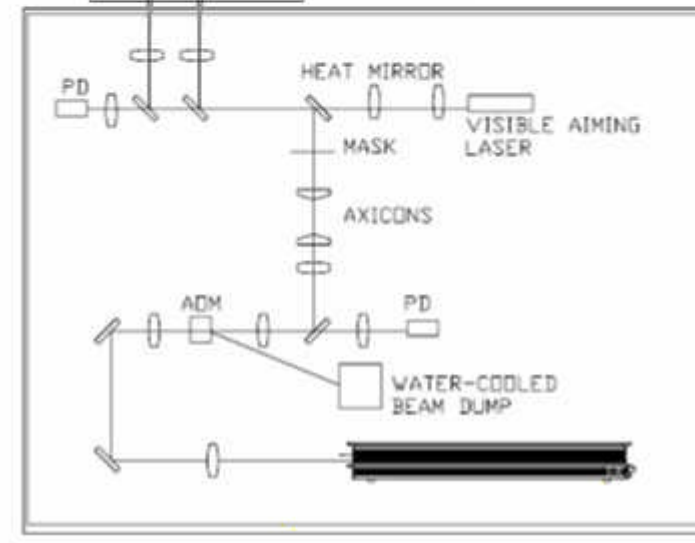 PD
HEAT MIRROR
VISIBLE AIMING
LASER
MASK
AXICONS
AOM
PD
WATER-COOLED
BEAM DUMP